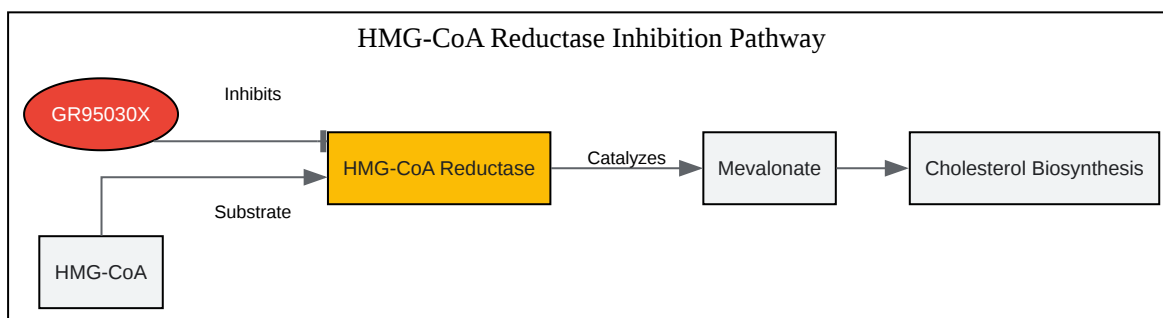 HMG-CoA Reductase Inhibition Pathway
GR95030X
Inhibits
HMG-CoA Reductase
Catalyzes
Mevalonate
Cholesterol Biosynthesis
Substrate
HMG-CoA